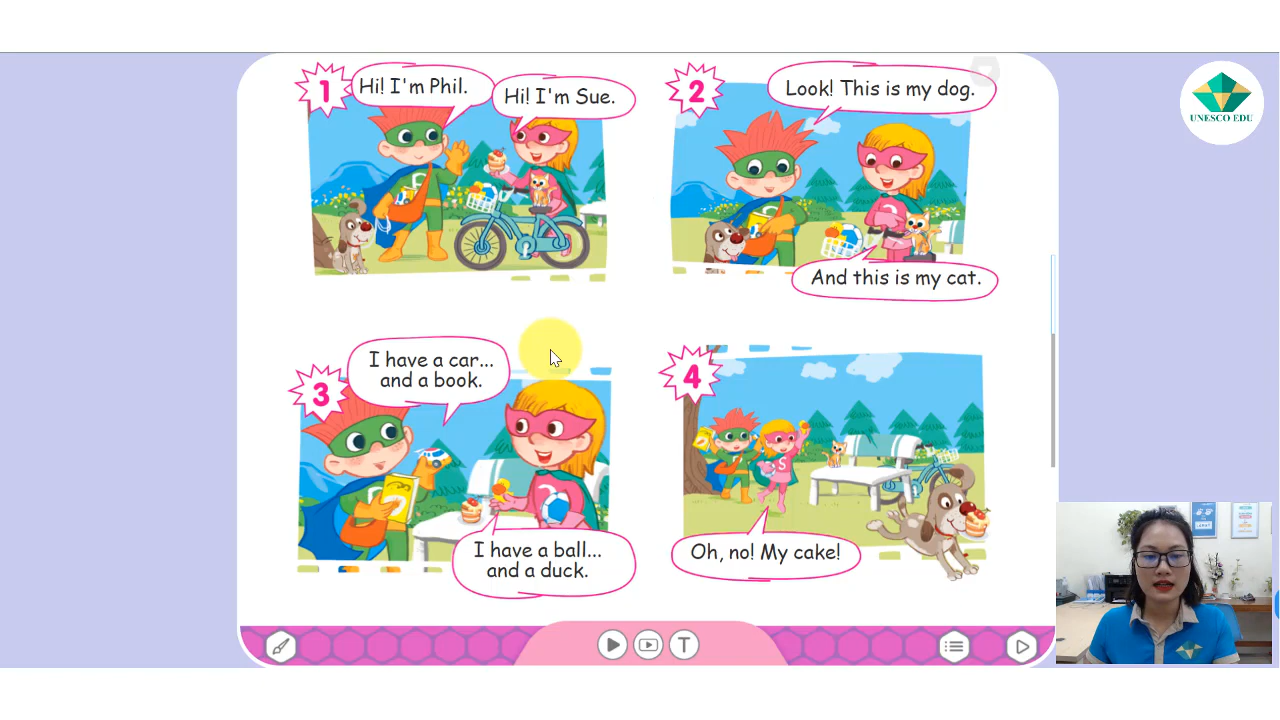 1
Hi! I'm Phil.
Hi! I'm Sue.
2
Look! This is my dog.
And this is my cat.
3
I have a car...
and a book.
I have a ball...
and a duck.
4
S
Oh, no! My cake!
T
UNESCO EDU